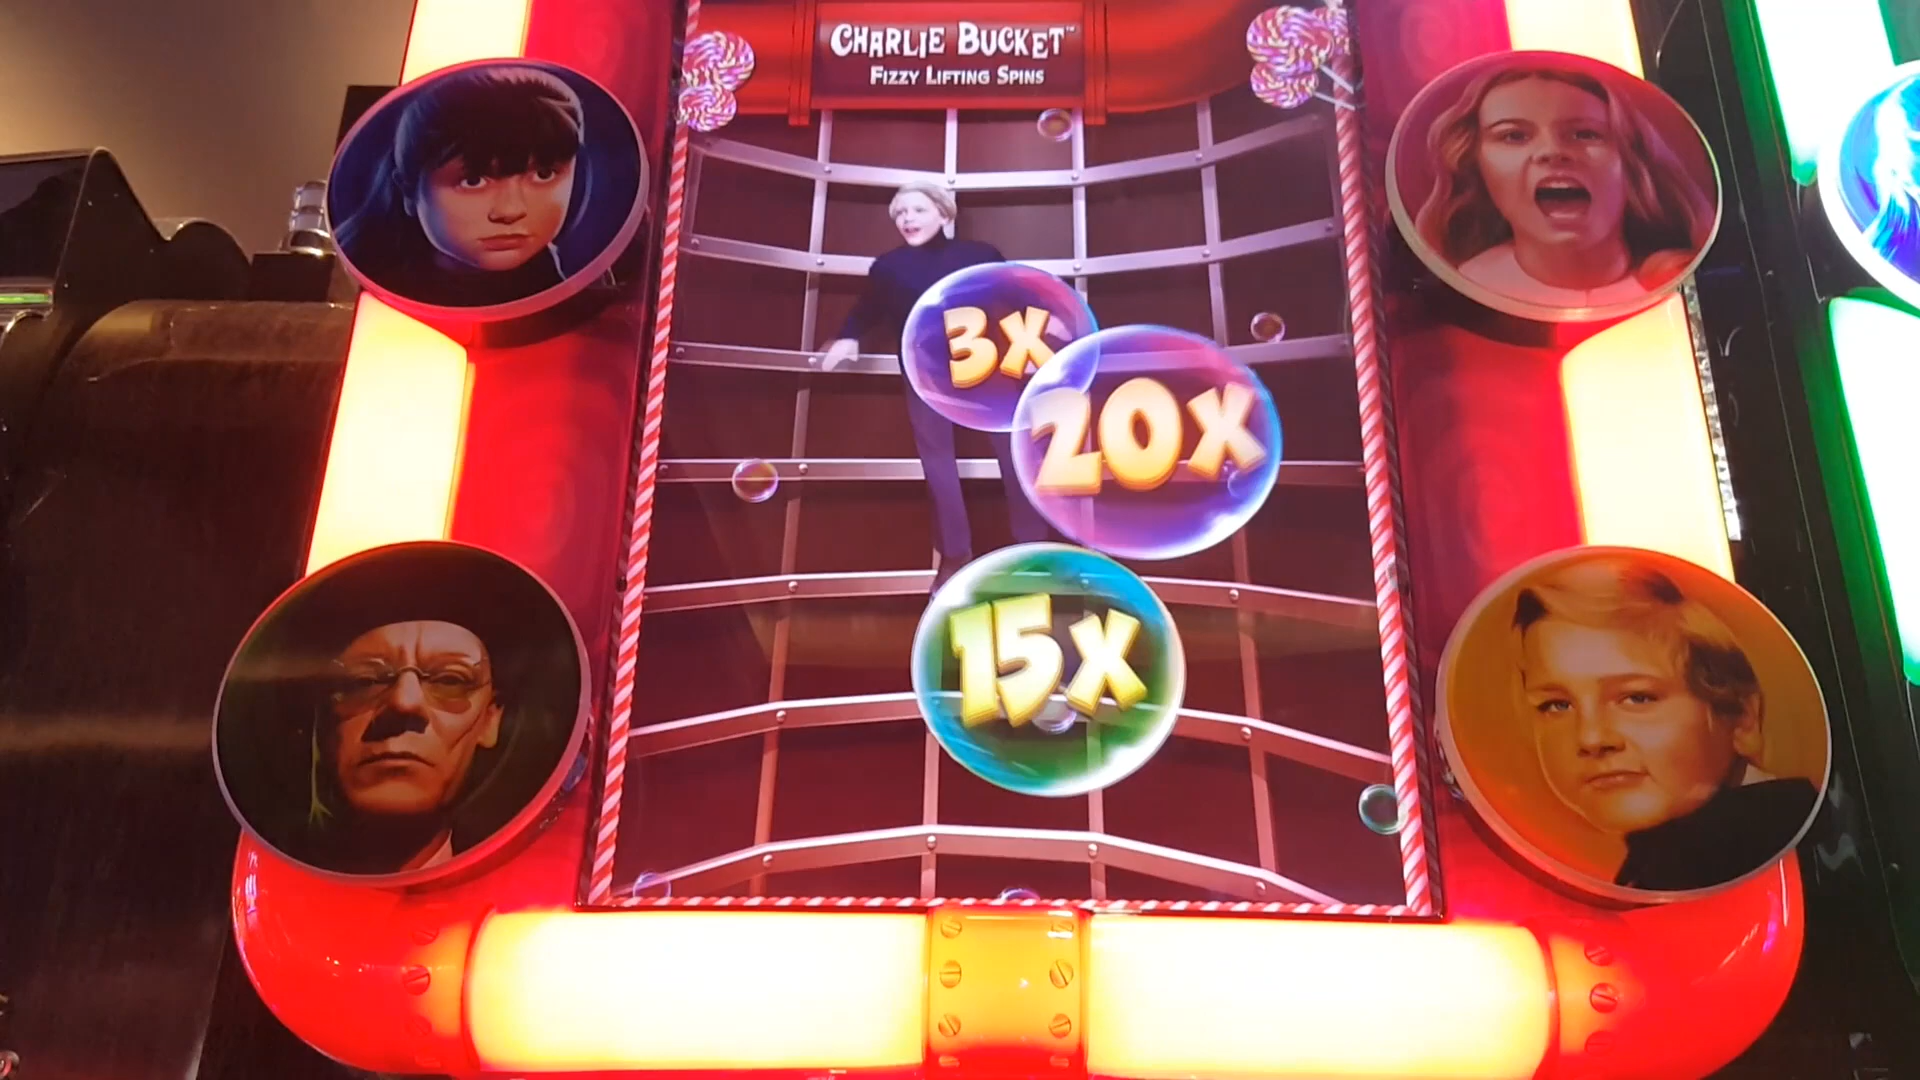 CHARLIE BUCKET™
FIZZY LIFTING SPINS
3X
20X
15X